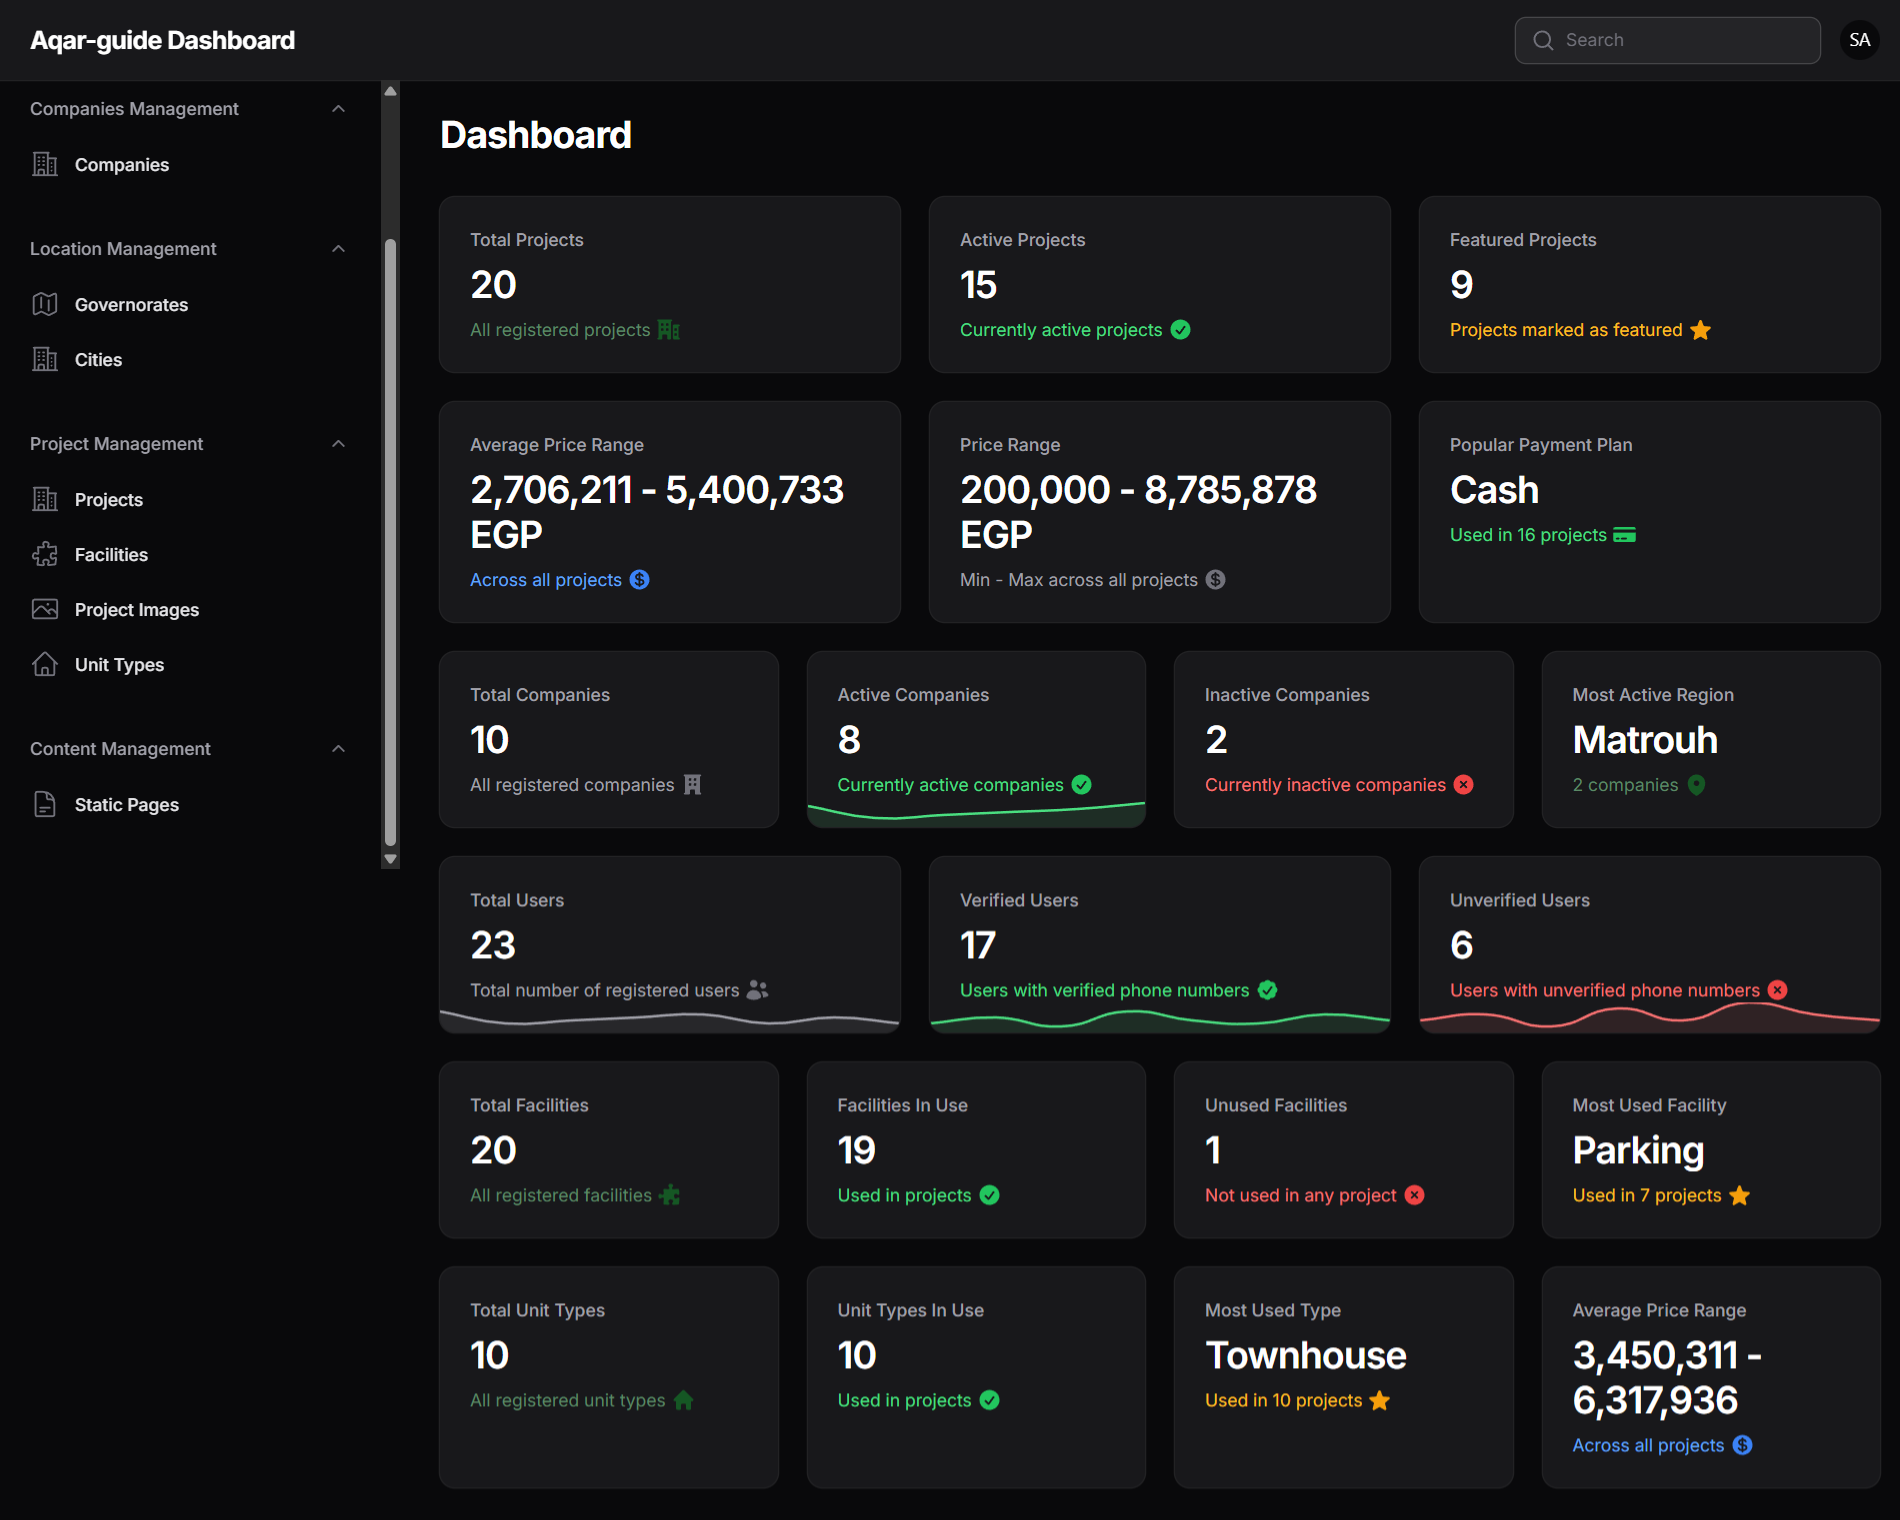 Aqar-guide Dashboard
Search
SA
Companies Management
Companies
Location Management
Governorates
Cities
Project Management
Projects
Facilities
Project Images
Unit Types
Content Management
Static Pages
Dashboard
Total Projects
20
All registered projects
Active Projects
15
Currently active projects
Featured Projects
9
Projects marked as featured
Average Price Range
2,706,211 - 5,400,733
EGP
Across all projects
Price Range
200,000 - 8,785,878
EGP
Min - Max across all projects
Popular Payment Plan
Cash
Used in 16 projects
Total Companies
10
All registered companies
Active Companies
8
Currently active companies
Inactive Companies
2
Currently inactive companies
Most Active Region
Matrouh
2 companies
Total Users
23
Total number of registered users
Verified Users
17
Users with verified phone numbers
Unverified Users
6
Users with unverified phone numbers
Total Facilities
20
All registered facilities
Facilities In Use
19
Used in projects
Unused Facilities
1
Not used in any project
Most Used Facility
Parking
Used in 7 projects
Total Unit Types
10
All registered unit types
Unit Types In Use
10
Used in projects
Most Used Type
Townhouse
Used in 10 projects
Average Price Range
3,450,311 -
6,317,936
Across all projects